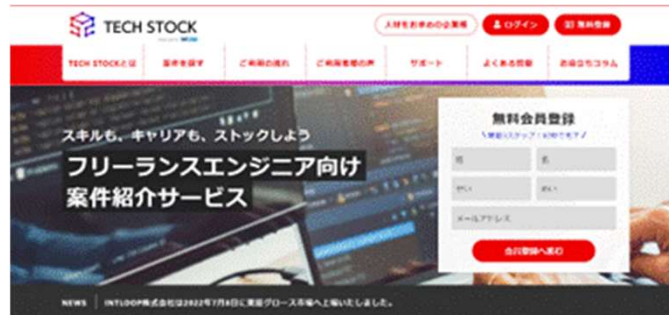 TECH STOCK
人材をお求めの企業様
ログイン
無料登録
TECH STOCKとは
案件を探す
ご利用の流れ
ご利用者様の声
サポート
よくある質問
お役立ちコラム
スキルも、キャリアも、ストックしよう
フリーランスエンジニア向け
案件紹介サービス
無料会員登録
姓
名
せい
めい
メールアドレス
会員登録へ進む
NEWS
INTLOOP株式会社は2022年7月8日に東証グロース市場へ上場いたしました。